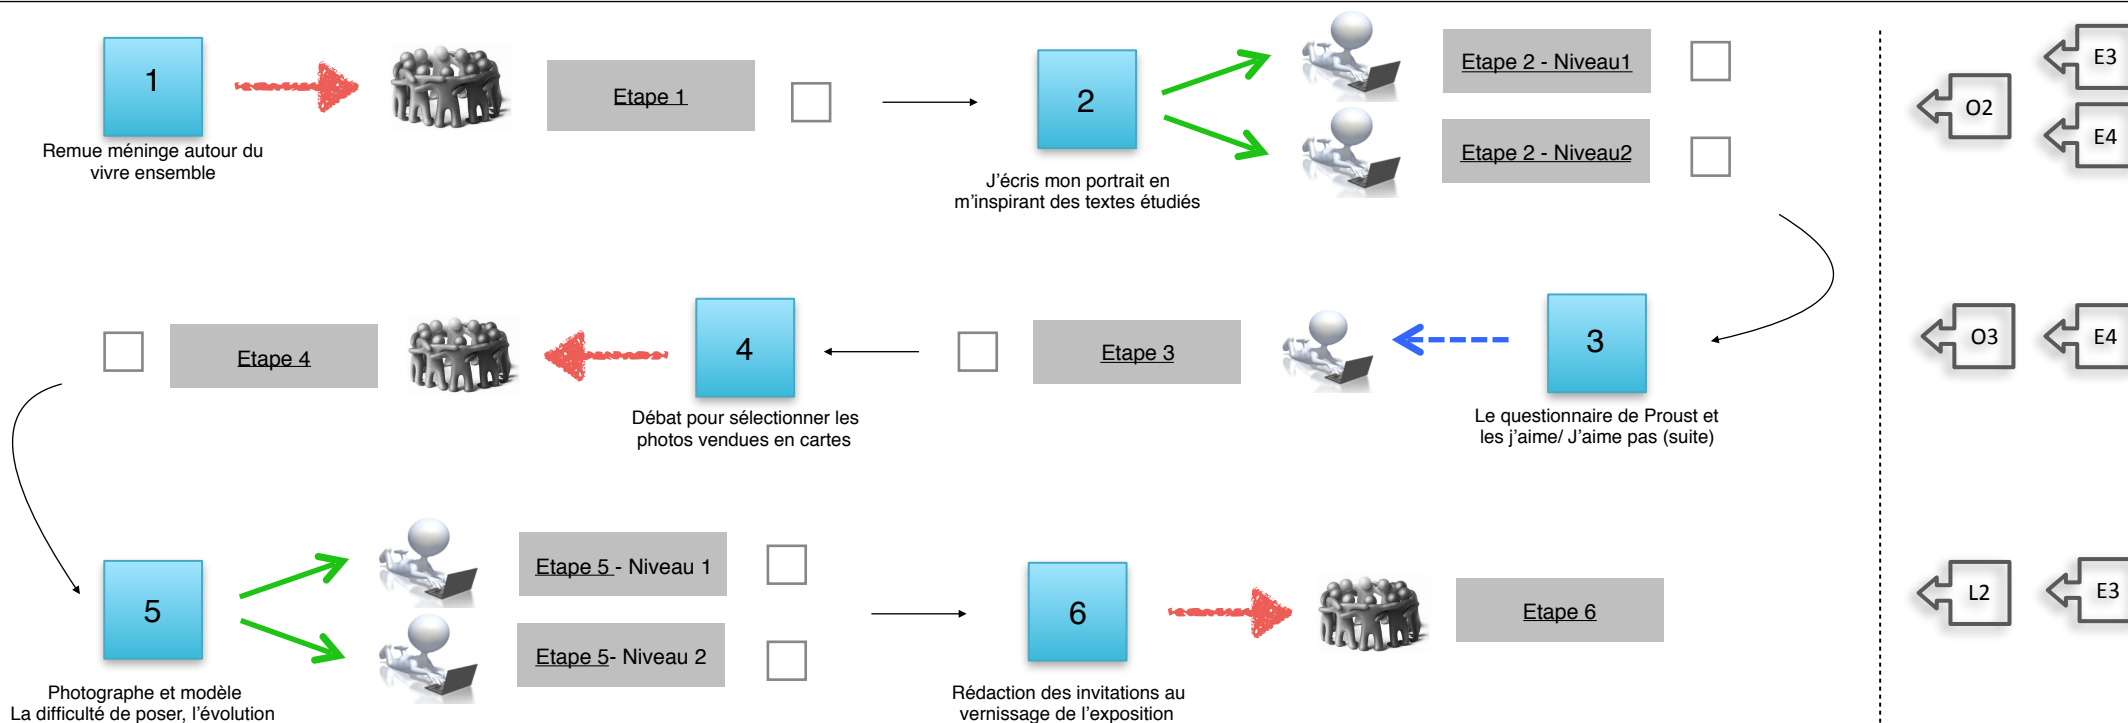 1
Remue méninge autour du
vivre ensemble
Etape 1
2
J'écris mon portrait en
m'inspirant des textes étudiés
Etape 2 - Niveau1
Etape 2 - Niveau2
O2
E3
E4
3
Le questionnaire de Proust et
les j'aime/ J'aime pas (suite)
Etape 3
4
Débat pour sélectionner les
photos vendues en cartes
Etape 4
O3
E4
5
Photographe et modèle
La difficulté de poser, l'évolution
Etape 5 - Niveau 1
Etape 5- Niveau 2
6
Rédaction des invitations au
vernissage de l'exposition
Etape 6
L2
E3